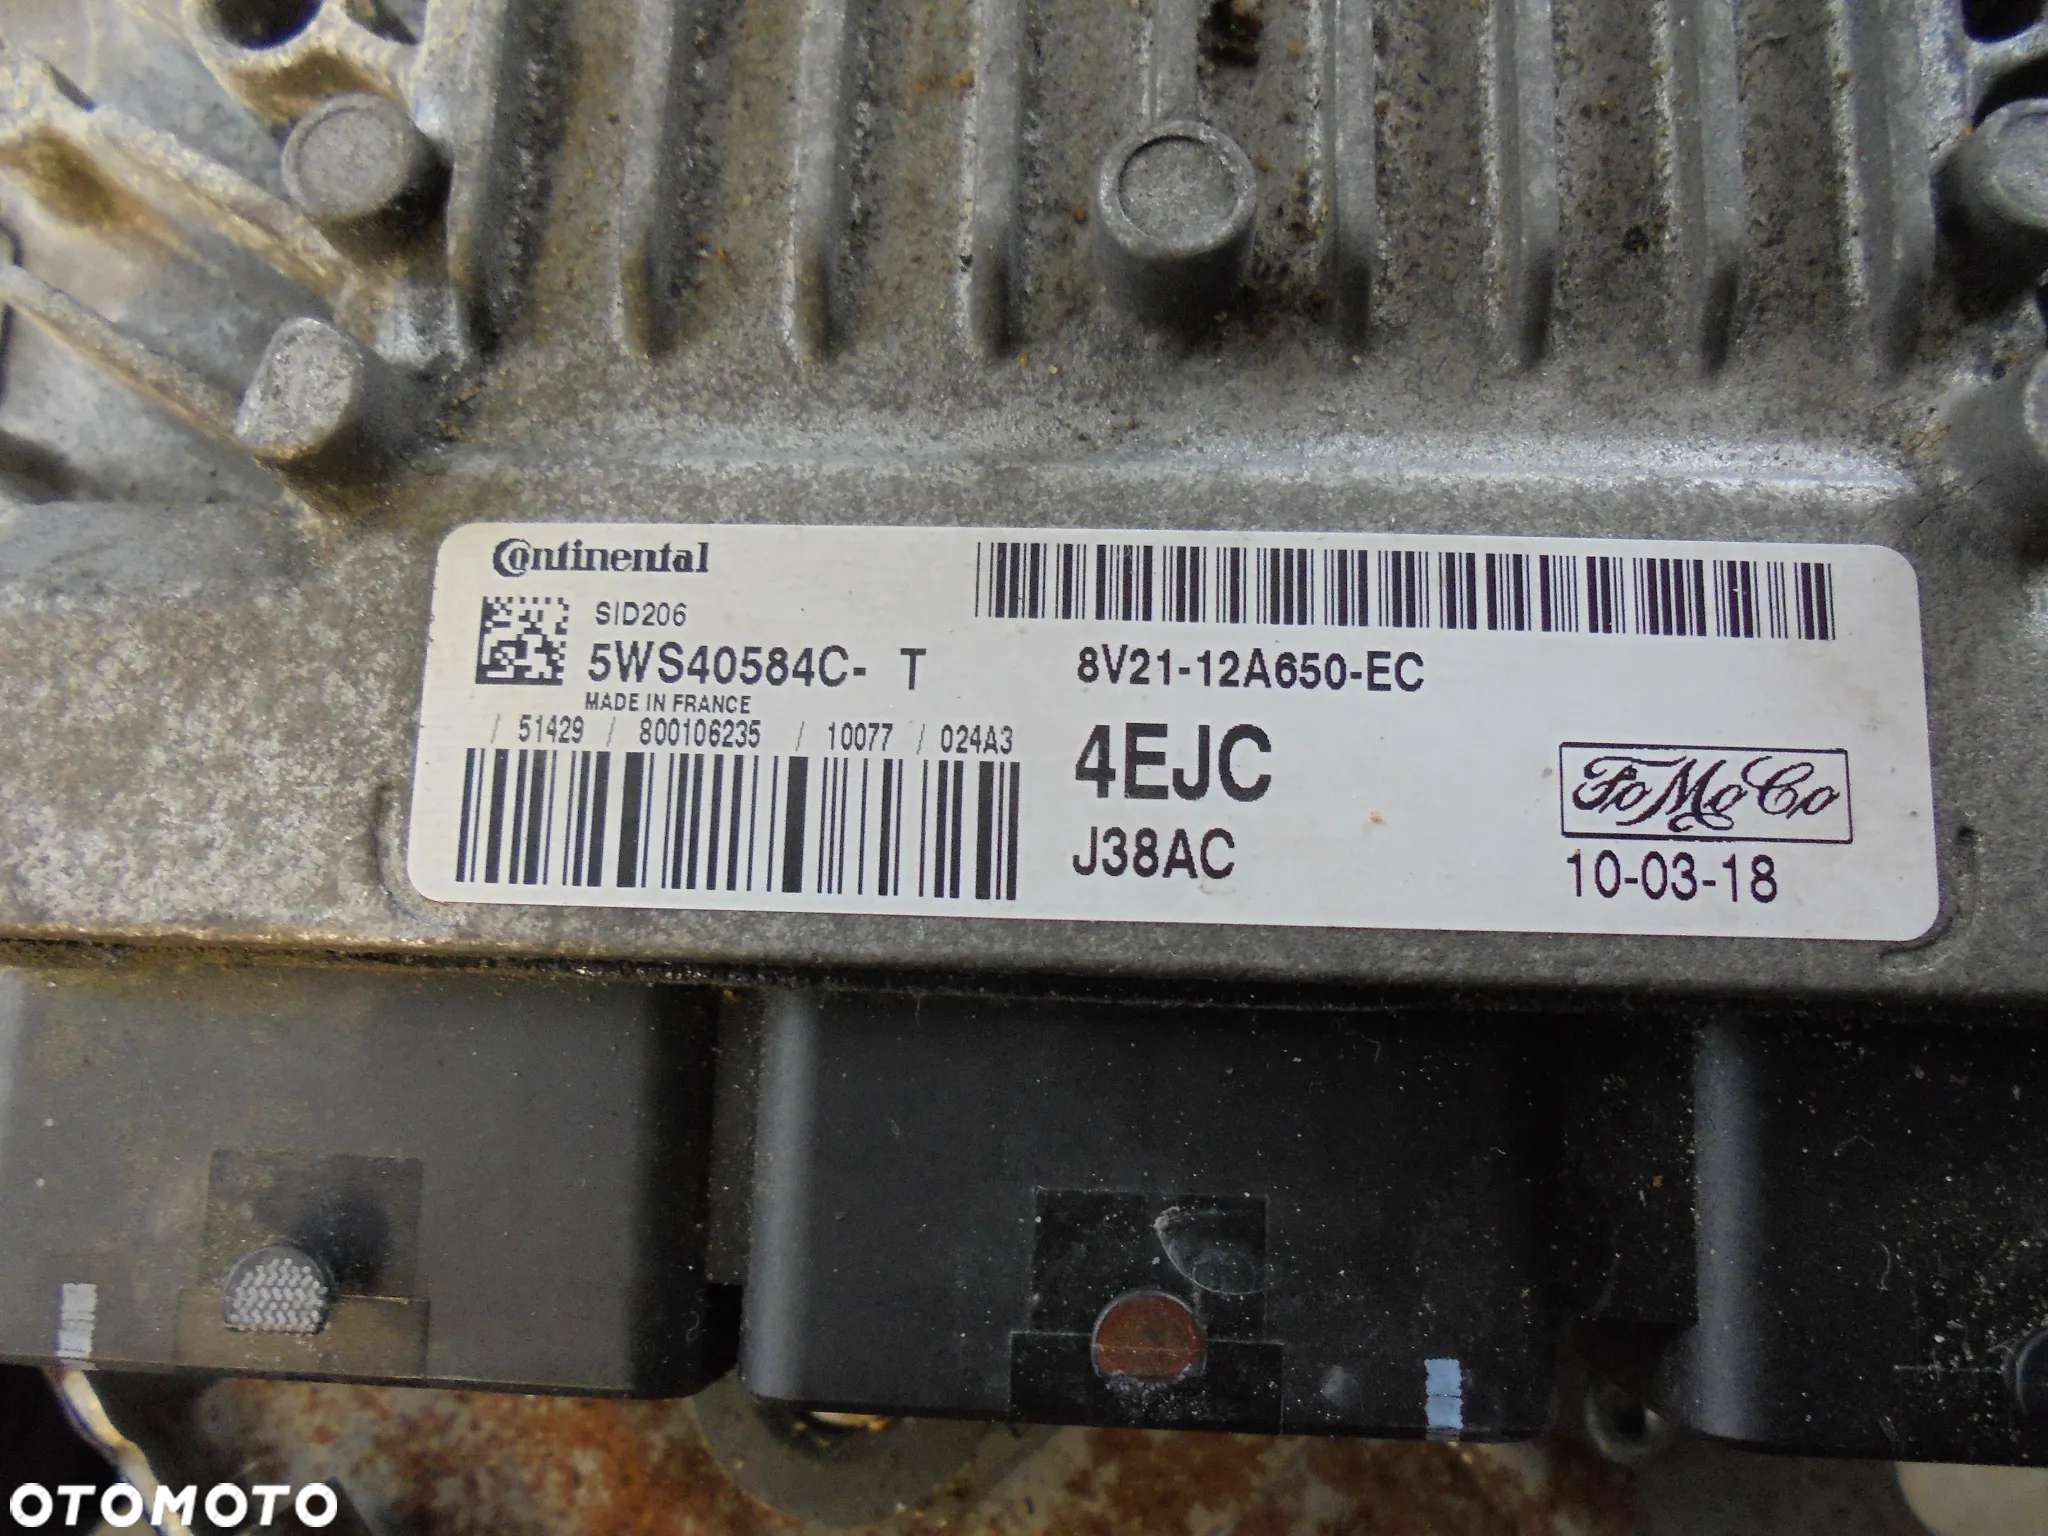 Continental
SID206
5WS40584C- T
MADE IN FRANCE
/ 51429 / 800106235 / 10077 / 024A3
8V21-12A650-EC
4EJC
J38AC
FoMoCo
10-03-18
OTOMOTO